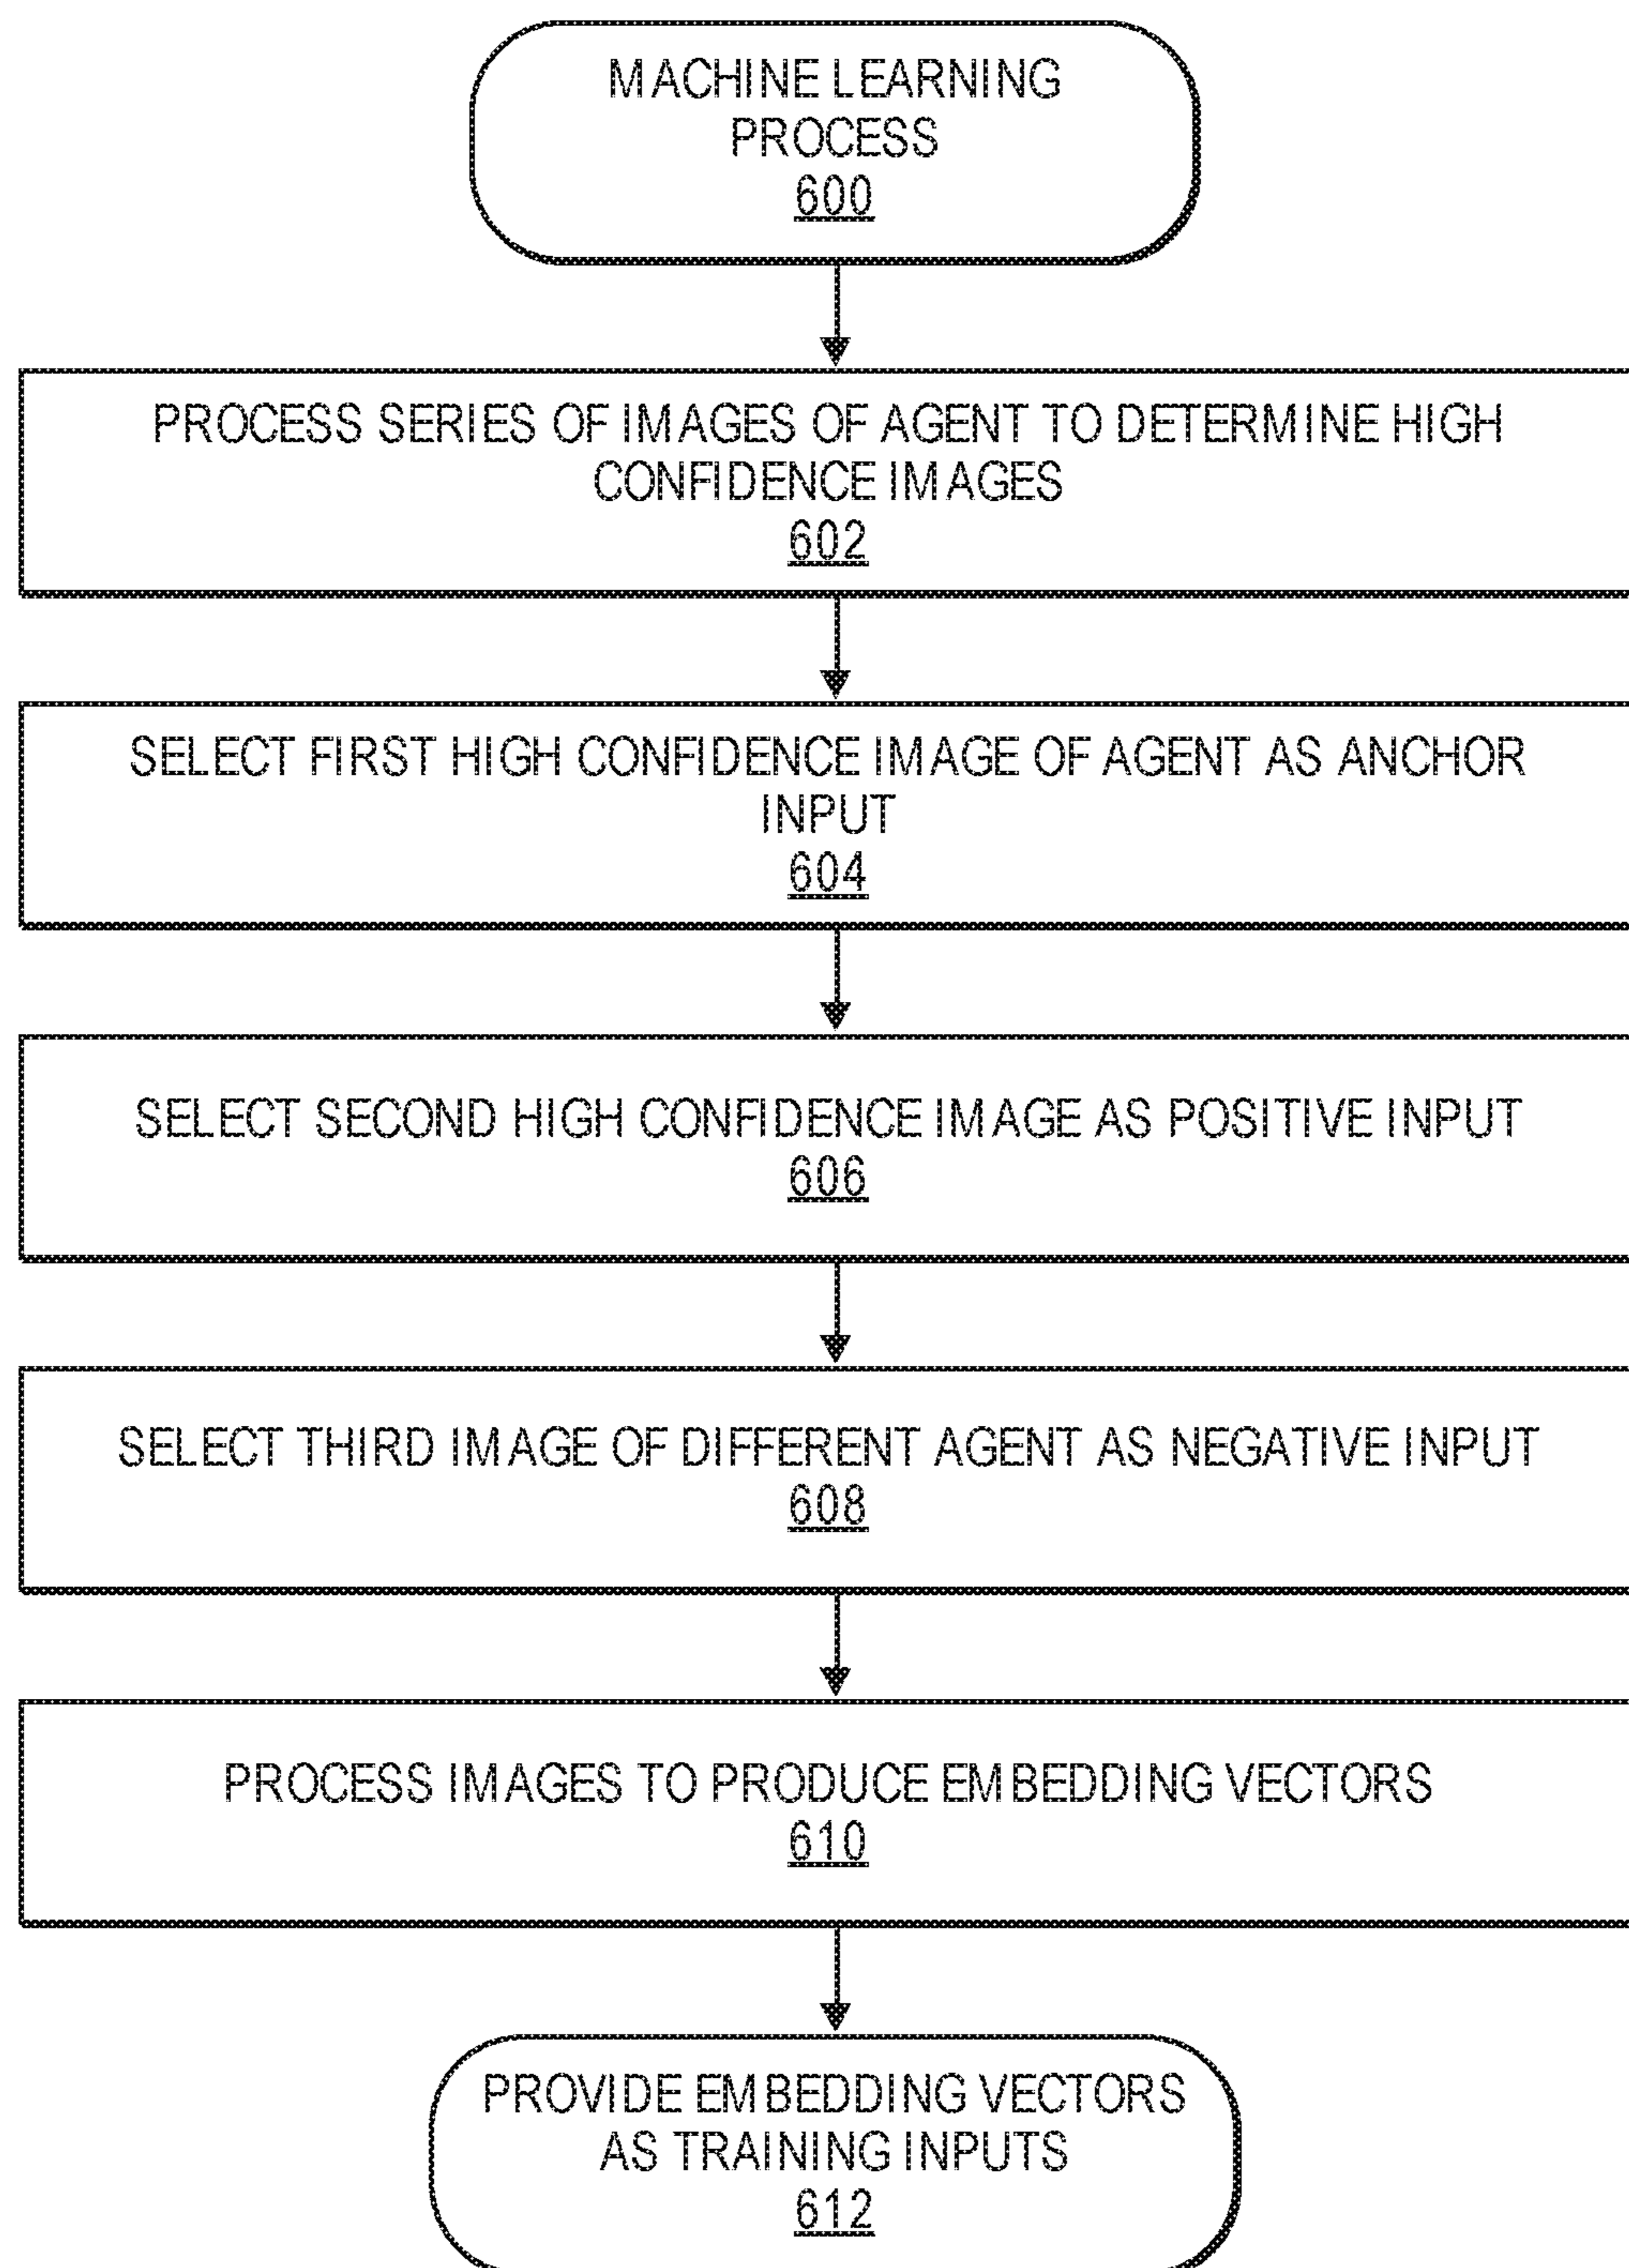 MACHINE LEARNING
PROCESS
600
PROCESS SERIES OF IMAGES OF AGENT TO DETERMINE HIGH
CONFIDENCE IMAGES
602
SELECT FIRST HIGH CONFIDENCE IMAGE OF AGENT AS ANCHOR
INPUT
604
SELECT SECOND HIGH CONFIDENCE IMAGE AS POSITIVE INPUT
606
SELECT THIRD IMAGE OF DIFFERENT AGENT AS NEGATIVE INPUT
608
PROCESS IMAGES TO PRODUCE EMBEDDING VECTORS
610
PROVIDE EMBEDDING VECTORS
AS TRAINING INPUTS
612